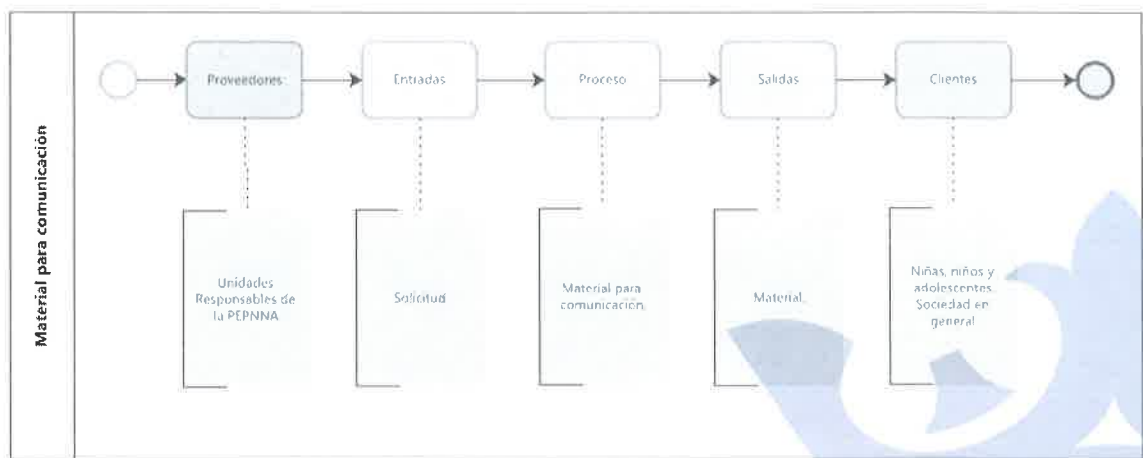 Material para comunicación
Proveedores
Entradas
Proceso
Salidas
Clientes
Unidades
Responsables de
la PEPNNA
Solicitud
Material para
comunicación.
Material.
Niñas, niños y
adolescentes.
Sociedad en
general